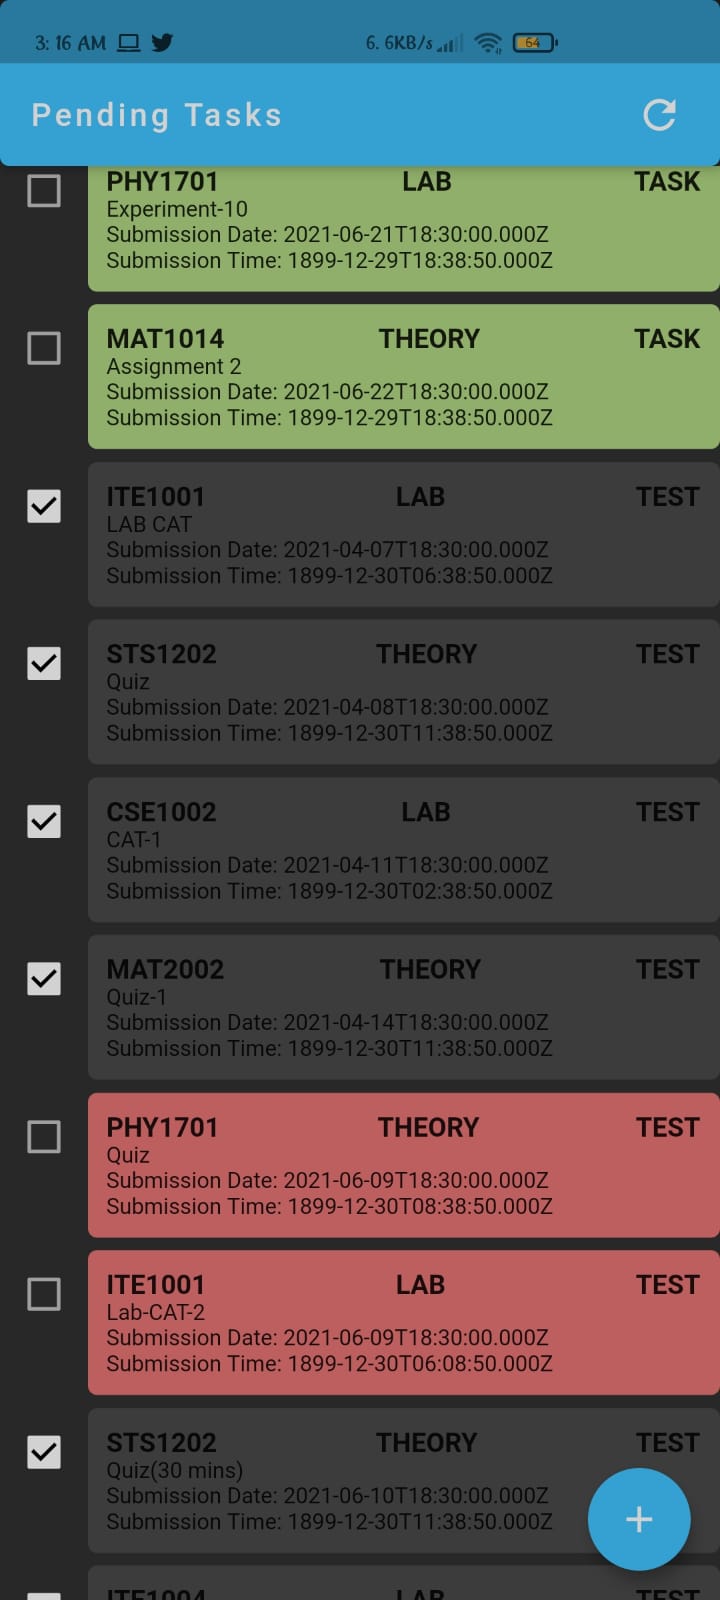 3: 16 AM 6. 6KB/s 64
Pending Tasks
PHY1701 LAB TASK
Experiment-10
Submission Date: 2021-06-21T18:30:00.000Z
Submission Time: 1899-12-29T18:38:50.000Z
MAT1014 THEORY TASK
Assignment 2
Submission Date: 2021-06-22T18:30:00.000Z
Submission Time: 1899-12-29T18:38:50.000Z
ITE1001 LAB TEST
LAB CAT
Submission Date: 2021-04-07T18:30:00.000Z
Submission Time: 1899-12-30T06:38:50.000Z
STS1202 THEORY TEST
Quiz
Submission Date: 2021-04-08T18:30:00.000Z
Submission Time: 1899-12-30T11:38:50.000Z
CSE1002 LAB TEST
CAT-1
Submission Date: 2021-04-11T18:30:00.000Z
Submission Time: 1899-12-30T02:38:50.000Z
MAT2002 THEORY TEST
Quiz-1
Submission Date: 2021-04-14T18:30:00.000Z
Submission Time: 1899-12-30T11:38:50.000Z
PHY1701 THEORY TEST
Quiz
Submission Date: 2021-06-09T18:30:00.000Z
Submission Time: 1899-12-30T08:38:50.000Z
ITE1001 LAB TEST
Lab-CAT-2
Submission Date: 2021-06-09T18:30:00.000Z
Submission Time: 1899-12-30T06:08:50.000Z
STS1202 THEORY TEST
Quiz(30 mins)
Submission Date: 2021-06-10T18:30:00.000Z
Submission Time: 1899-12-30T11:38:50.000Z
ITE1004 LAB TEST